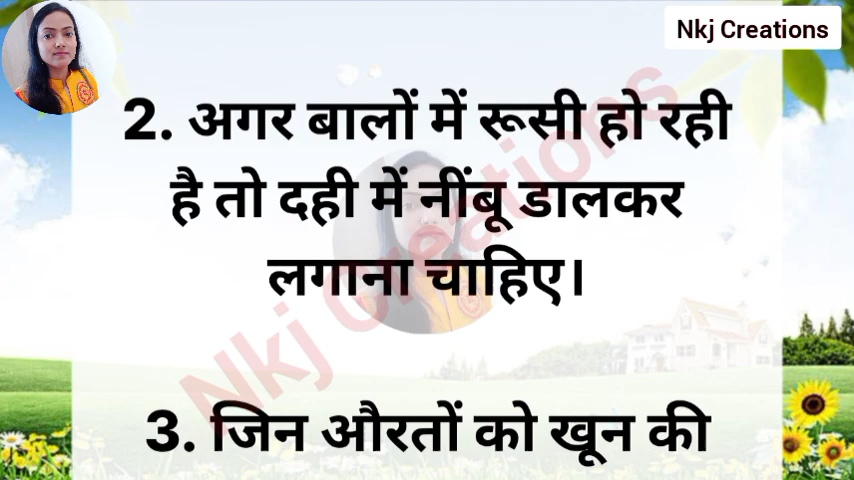 Nkj Creations
2. अगर बालों में रूसी हो रही
है तो दही में नींबू डालकर
लगाना चाहिए।
Nkj Creations
3. जिन औरतों को खून की